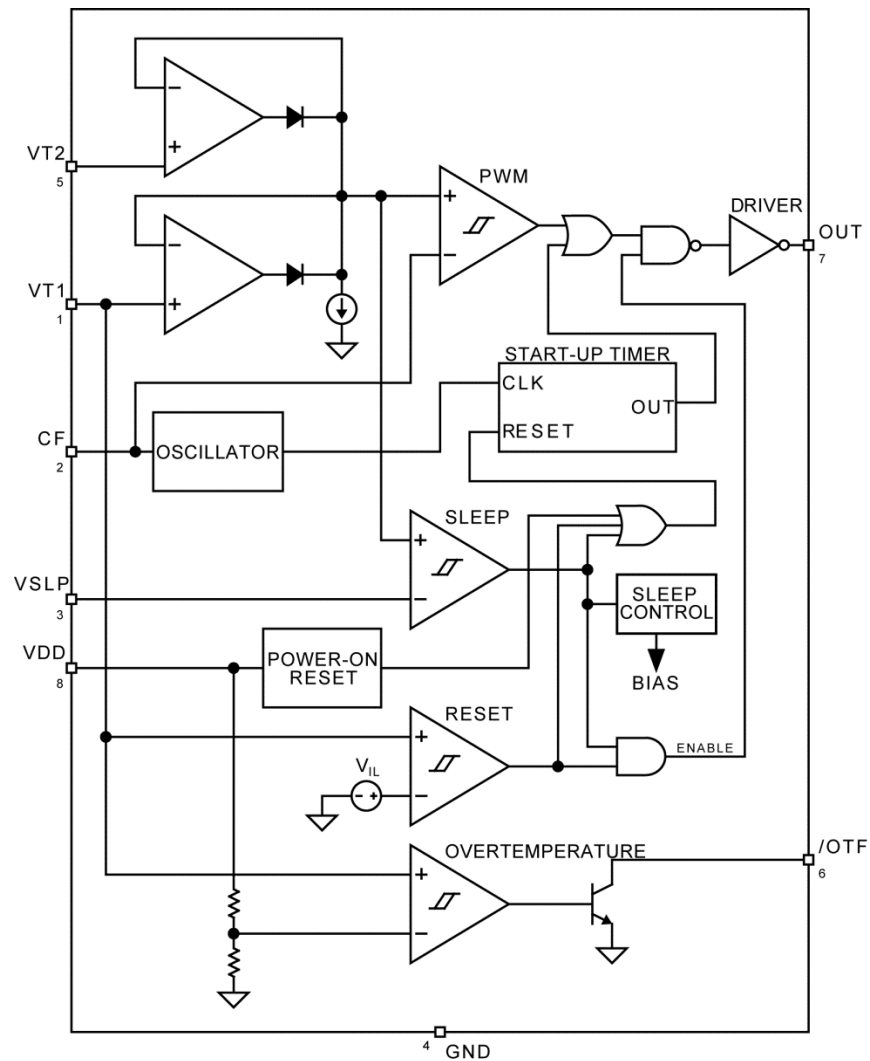 VT2
5
−
+
PWM
+
−
DRIVER
OUT
7
−
+
VT1
1
START-UP TIMER
CLK
OUT
RESET
CF
2
OSCILLATOR
SLEEP
+
−
VSLP
3
SLEEP
CONTROL
VDD
8
POWER-ON
RESET
BIAS
RESET
+
−
ENABLE
VIL
− +
OVERTEMPERATURE
+
−
/OTF
6
4
GND